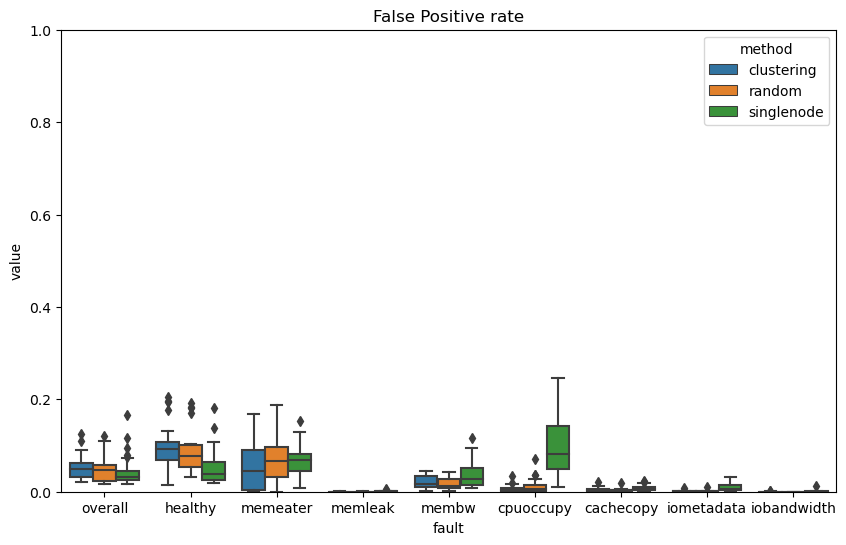 False Positive rate
1.0
0.8
0.6
0.4
0.2
0.0
value
method
clustering
random
singlenode
overall healthy memeater memleak membw cpuoccupy cachecopy iometadata iobandwidth
fault